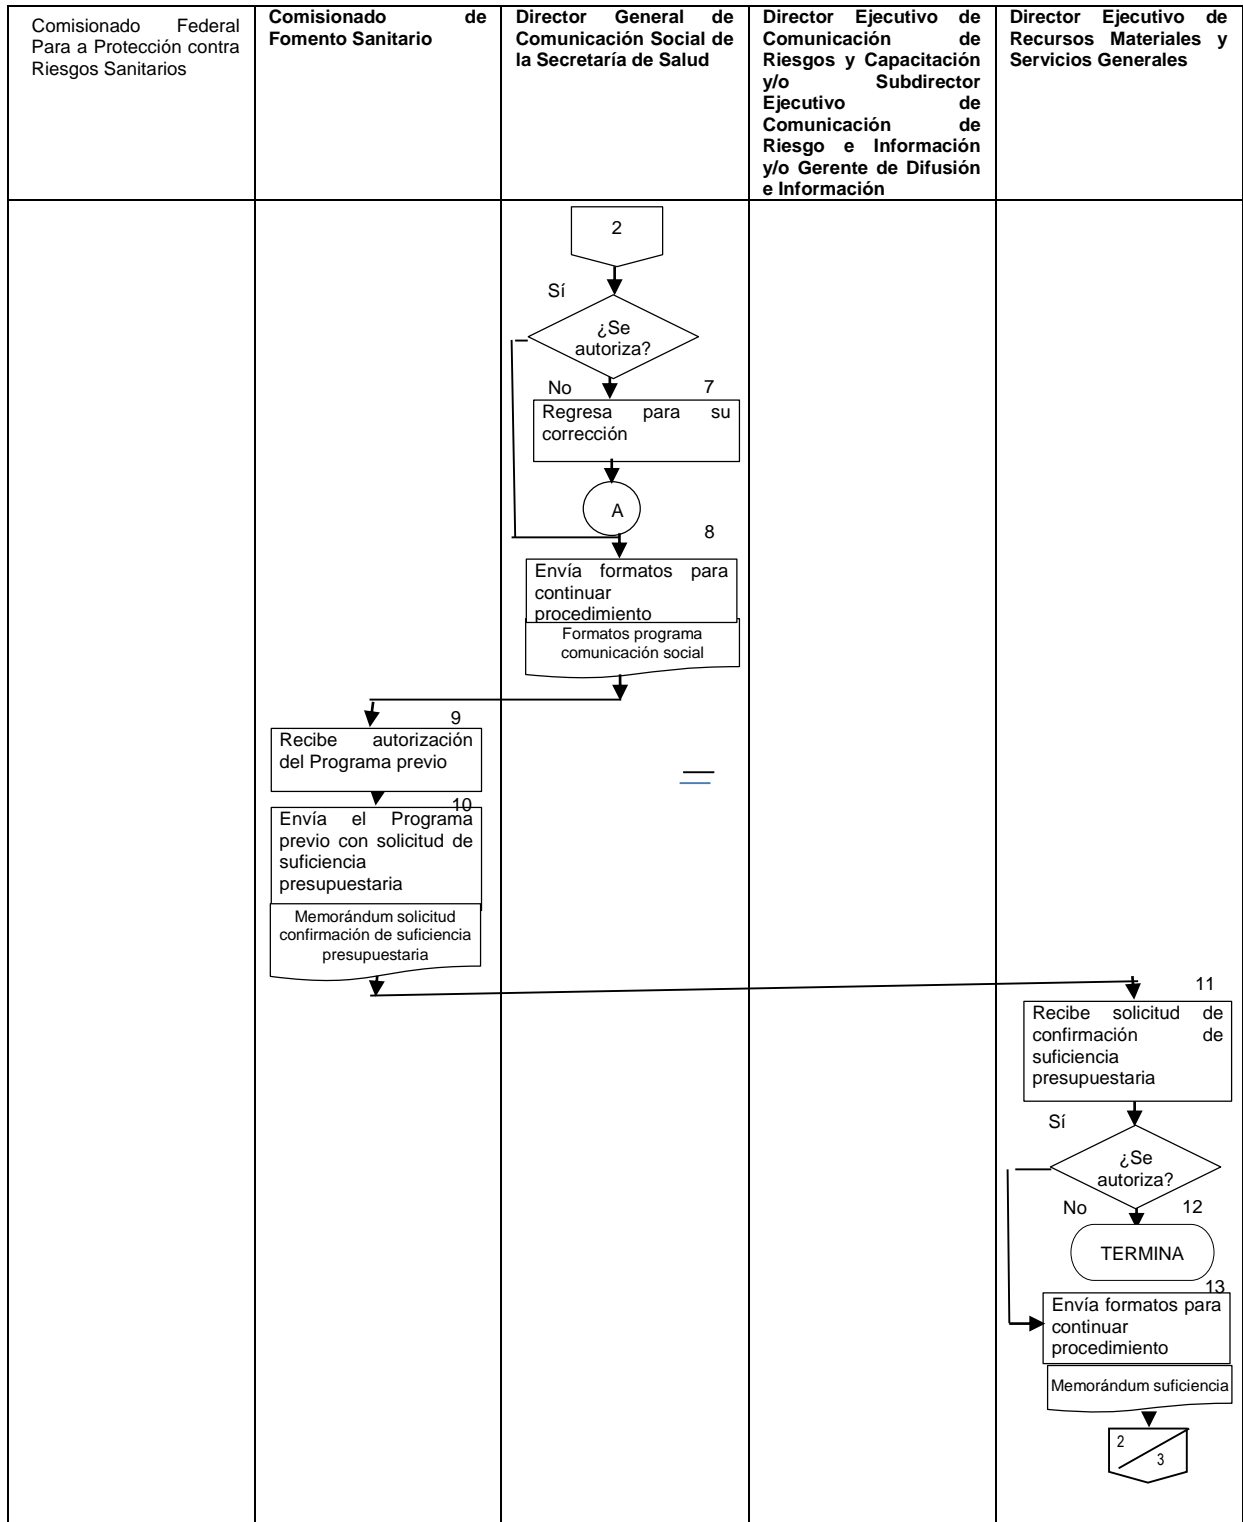 Comisionado Federal
Para a Protección contra
Riesgos Sanitarios
Comisionado de
Fomento Sanitario
Director General de
Comunicación Social de
la Secretaría de Salud
Director Ejecutivo de
Comunicación de
Riesgos y Capacitación
y/o Subdirector
Ejecutivo de
Comunicación de
Riesgo e Información
y/o Gerente de Difusión
e Información
Director Ejecutivo de
Recursos Materiales y
Servicios Generales
2
Sí
¿Se
autoriza?
No
7
Regresa para su
corrección
A
8
Envía formatos para
continuar
procedimiento
Formatos programa
comunicación social
9
Recibe autorización
del Programa previo
10
Envía el Programa
previo con solicitud de
suficiencia
presupuestaria
Memorándum solicitud
confirmación de suficiencia
presupuestaria
11
Recibe solicitud de
confirmación de
suficiencia
presupuestaria
Sí
¿Se
autoriza?
No
12
TERMINA
13
Envía formatos para
continuar
procedimiento
Memorándum suficiencia
2
3